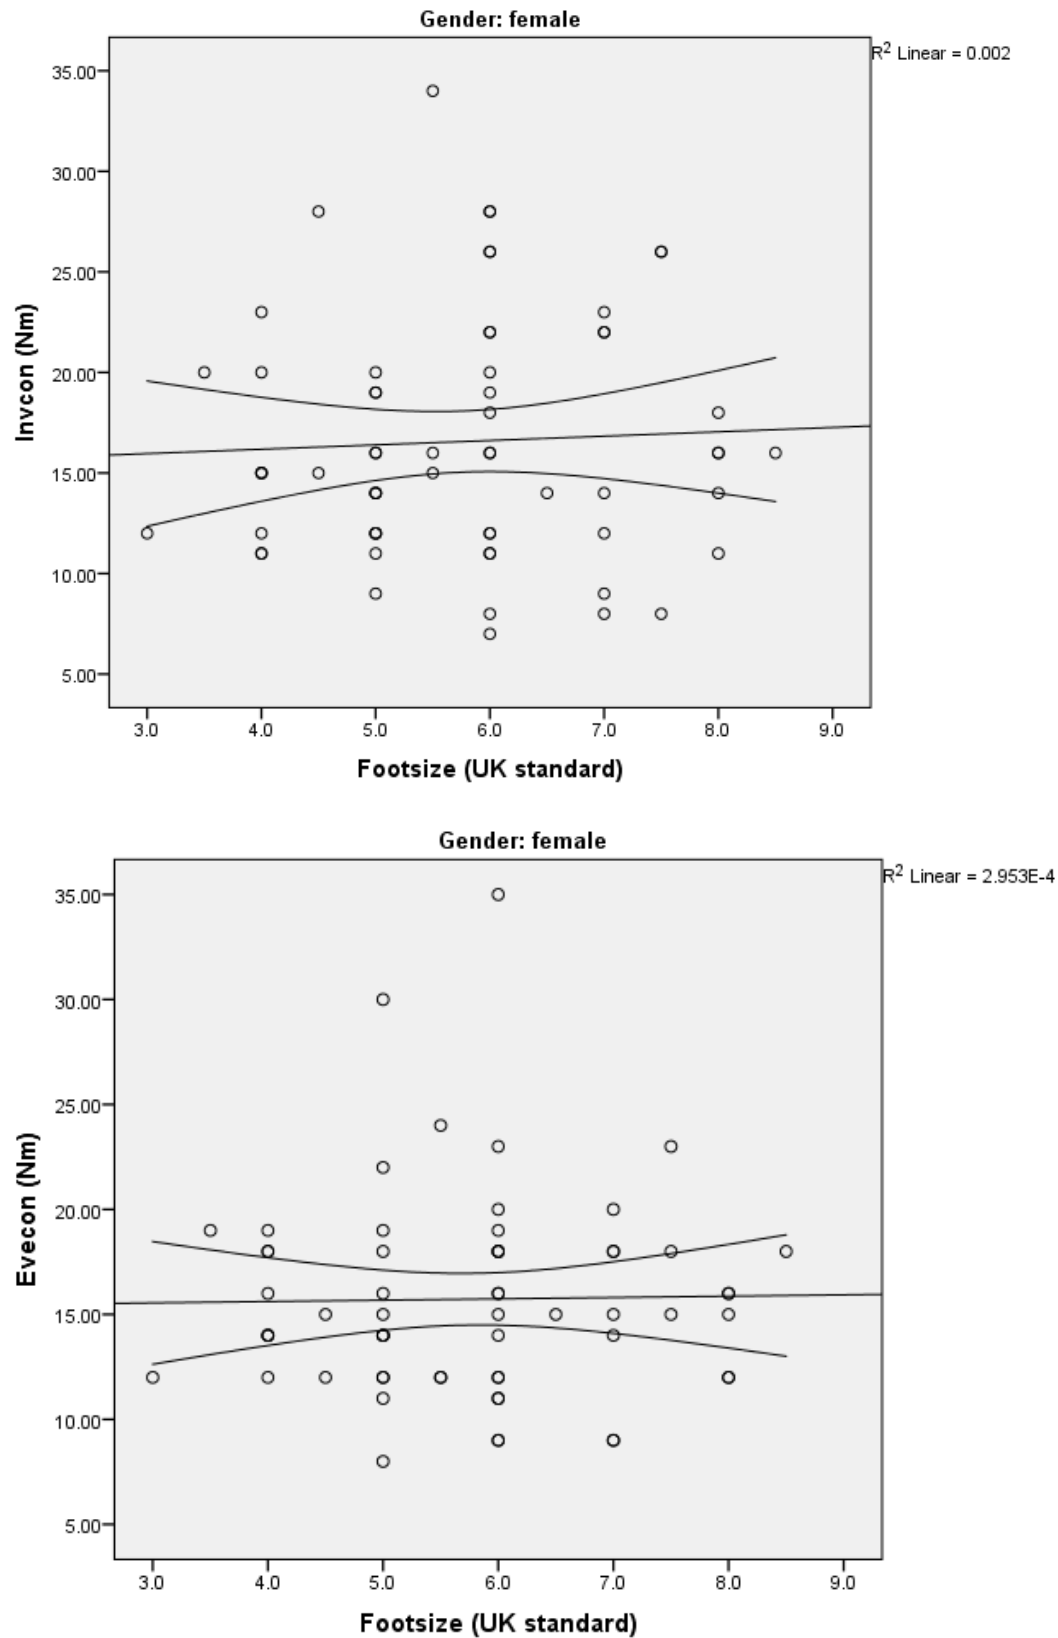 Gender: female
R² Linear = 0.002
35.00
30.00
25.00
20.00
15.00
10.00
5.00
Invcon (Nm)
3.0 4.0 5.0 6.0 7.0 8.0 9.0
Footsize (UK standard)
Gender: female
R² Linear = 2.953E-4
35.00
30.00
25.00
20.00
15.00
10.00
5.00
Evecon (Nm)
3.0 4.0 5.0 6.0 7.0 8.0 9.0
Footsize (UK standard)